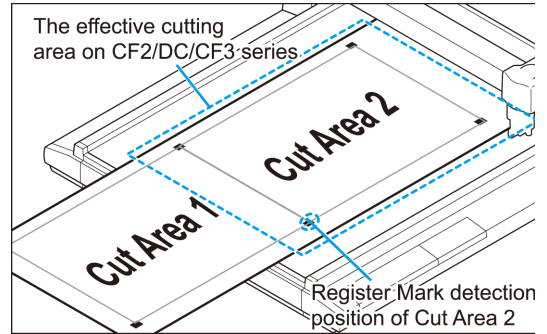 The effective cutting
area on CF2/DC/CF3 series
Cut Area 2
Cut Area 1
Register Mark detection
position of Cut Area 2